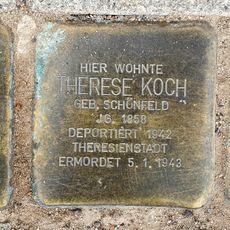 HIER WOHNTE
THERESE KOCH
GEB. SCHÖNFELD
JG. 1858
DEPORTIERT 1942
THERESIENSTADT
ERMORDET 5.1.1943